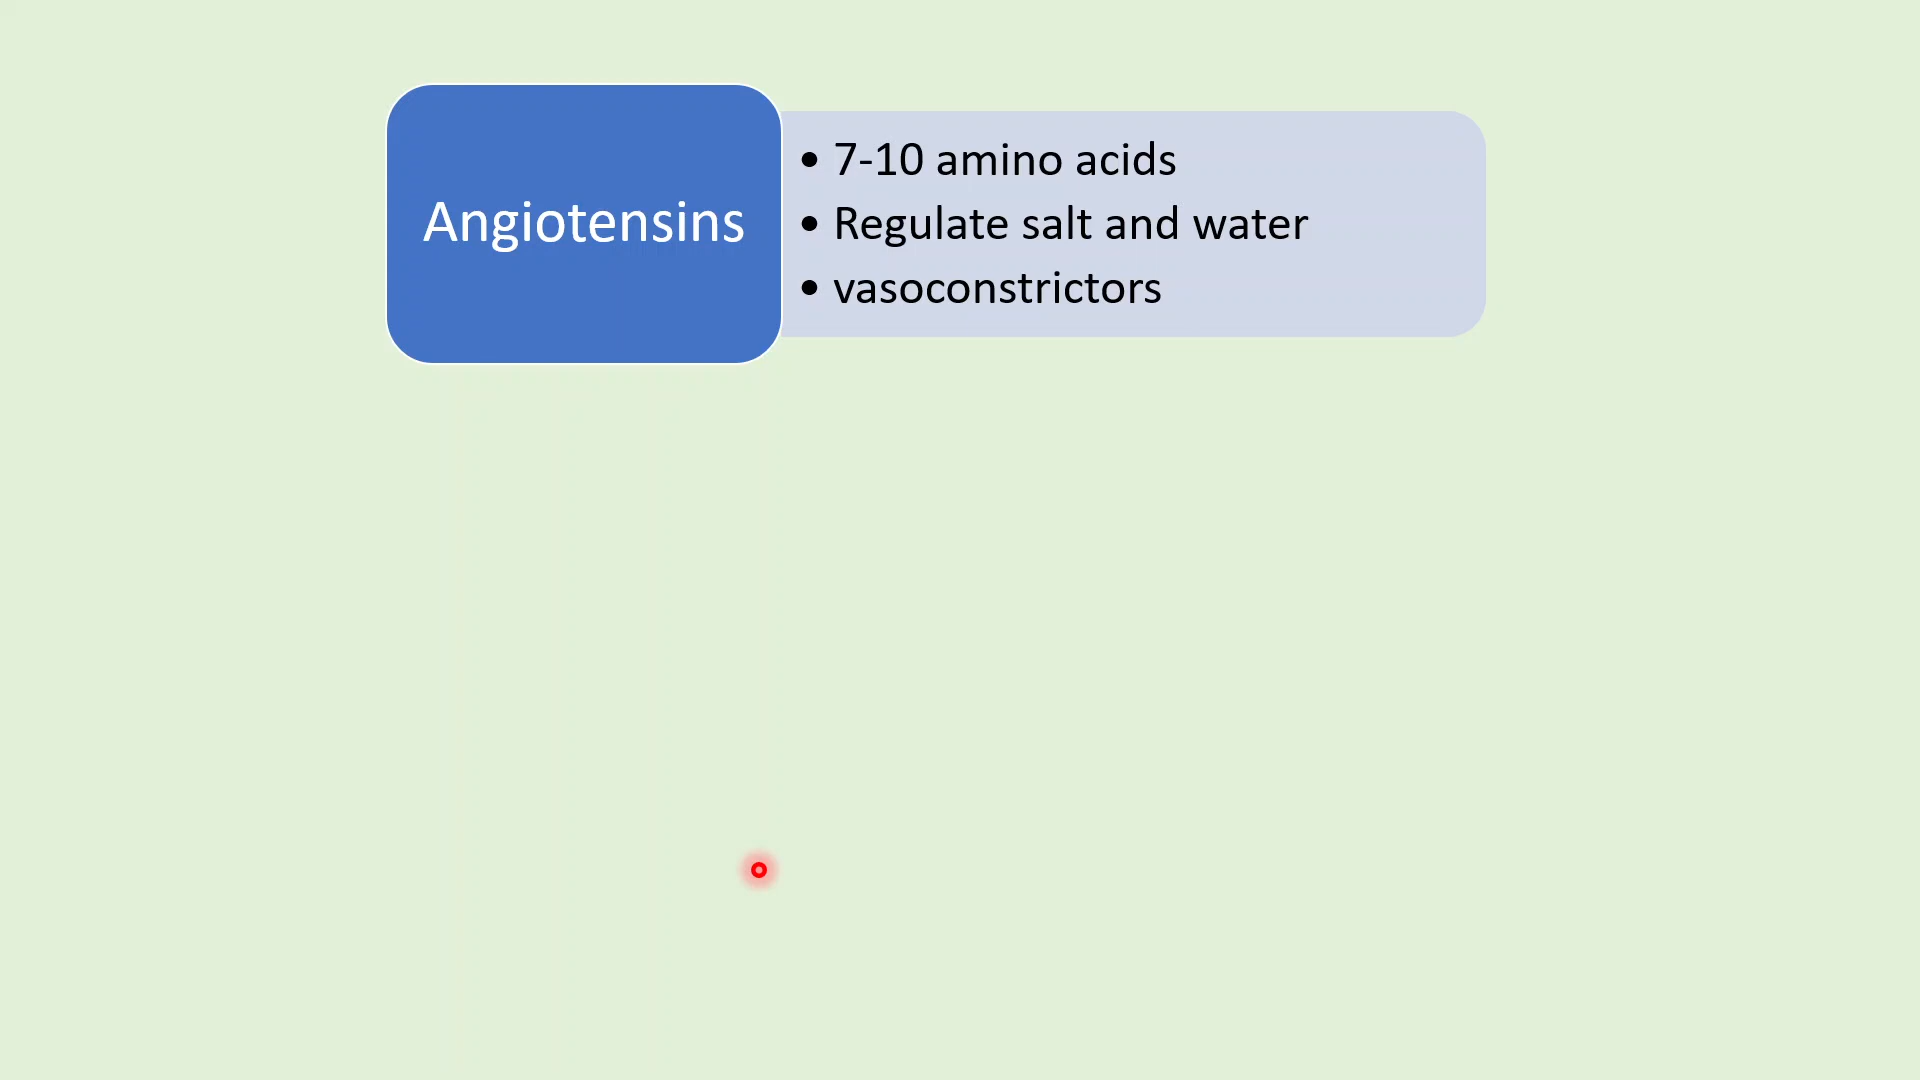 Angiotensins
• 7-10 amino acids
• Regulate salt and water
• vasoconstrictors